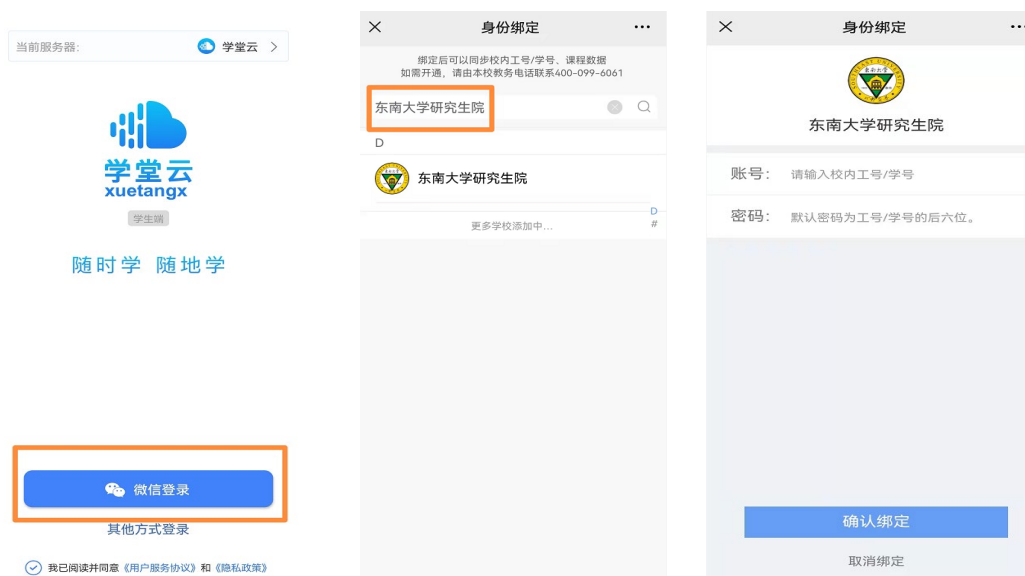 当前服务器:
学堂云 >
学堂云
xuetangx
学生端
随时学 随地学
微信登录
其他方式登录
我已阅读并同意《用户服务协议》和《隐私政策》
身份绑定
绑定后可以同步校内工号/学号、课程数据
如需开通，请由本校教务电话联系400-099-6061
东南大学研究生院
D
东南大学研究生院
更多学校添加中...
D
#
身份绑定
东南大学研究生院
账号： 请输入校内工号/学号
密码： 默认密码为工号/学号的后六位。
确认绑定
取消绑定